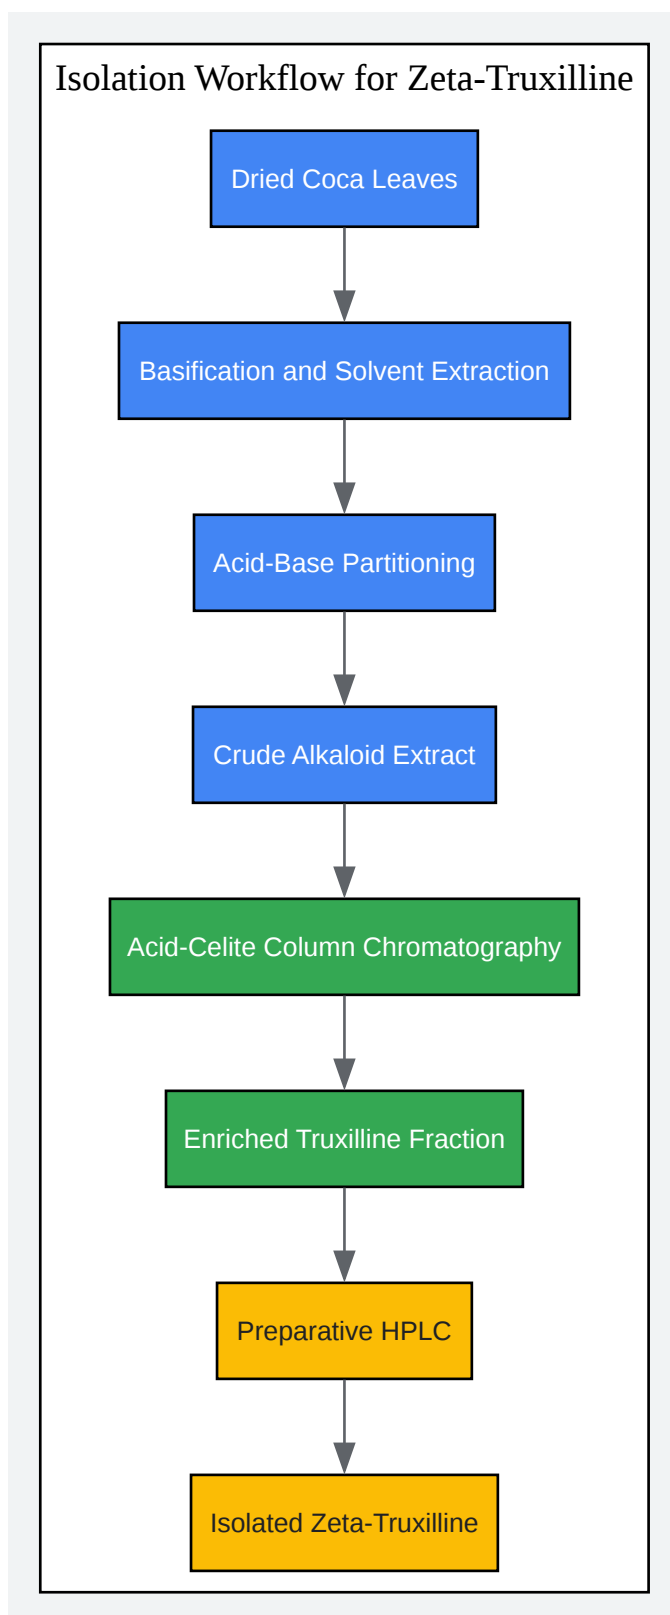 Isolation Workflow for Zeta-Truxilline
Dried Coca Leaves
Basification and Solvent Extraction
Acid-Base Partitioning
Crude Alkaloid Extract
Acid-Celite Column Chromatography
Enriched Truxilline Fraction
Preparative HPLC
Isolated Zeta-Truxilline